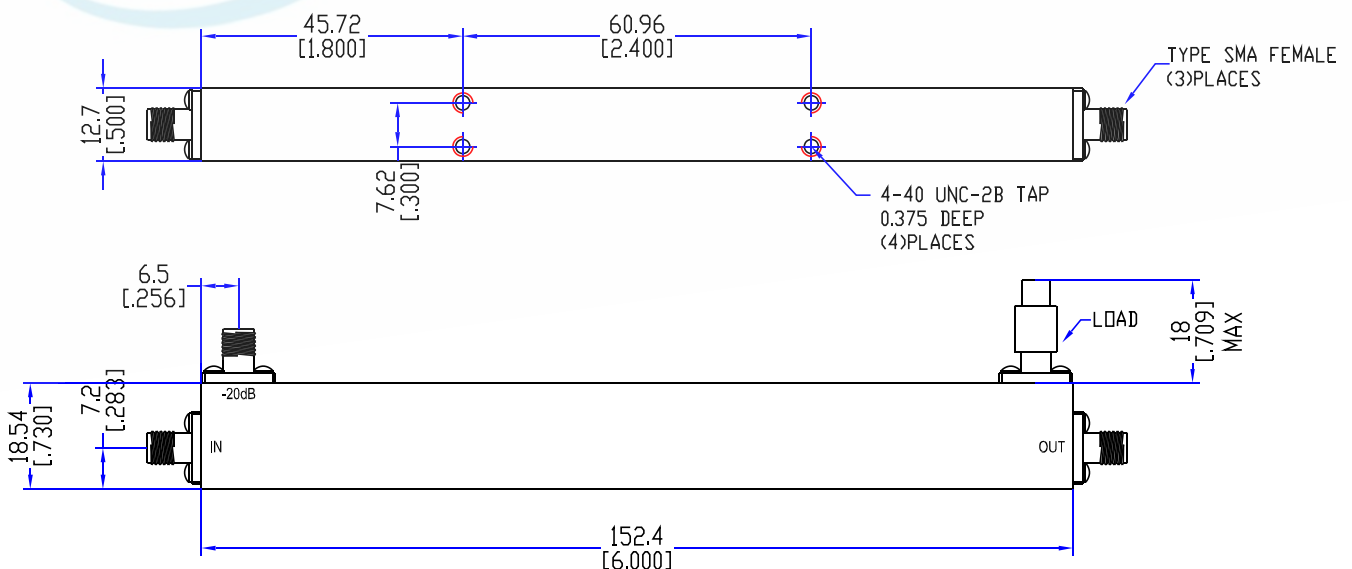 45.72
[1.800]
60.96
[2.400]
TYPE SMA FEMALE
(3)PLACES
12.7
[.500]
7.62
[.300]
4-40 UNC-2B TAP
0.375 DEEP
(4)PLACES
6.5
[.256]
LOAD
18
[.709]
MAX
-20dB
7.2
[.283]
18.54
[.730]
IN
OUT
152.4
[6.000]